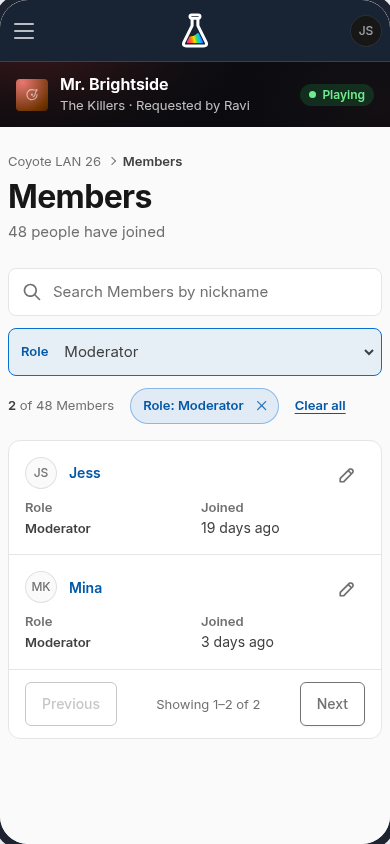 JS
Mr. Brightside
The Killers · Requested by Ravi
Playing
Coyote LAN 26 > Members
Members
48 people have joined
Search Members by nickname
Role Moderator
2 of 48 Members
Role: Moderator
Clear all
JS Jess
Role Joined
Moderator 19 days ago
MK Mina
Role Joined
Moderator 3 days ago
Previous Showing 1–2 of 2 Next